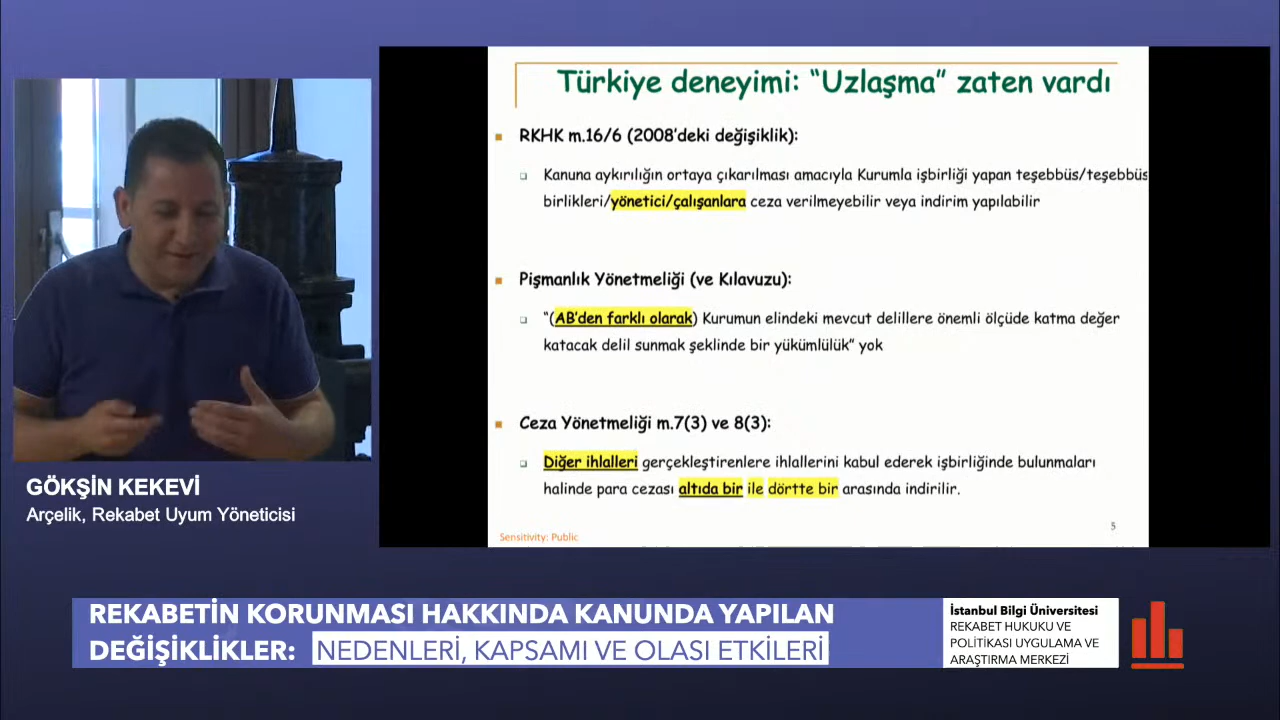 Türkiye deneyimi: “Uzlaşma” zaten vardı
RKHK m.16/6 (2008’deki değişiklik):
Kanuna aykırılığın ortaya çıkarılması amacıyla Kurumla işbirliği yapan teşebbüs/teşebbüs
birlikleri/yönetici/çalışanlara ceza verilmeyebilir veya indirim yapılabilir
Pişmanlık Yönetmeliği (ve Kılavuzu):
“(AB’den farklı olarak) Kurumun elindeki mevcut delillere önemli ölçüde katma değer
katacak delil sunmak şeklinde bir yükümlülük” yok
Ceza Yönetmeliği m.7(3) ve 8(3):
Diğer ihlalleri gerçekleştirenlere ihlallerini kabul ederek işbirliğinde bulunmaları
halinde para cezası altıda bir ile dörtte bir arasında indirilir.
5
Sensitivity: Public
GÖKŞİN KEKEVİ
Arçelik, Rekabet Uyum Yöneticisi
REKABETİN KORUNMASI HAKKINDA KANUNDA YAPILAN
DEĞİŞİKLİKLER: NEDENLERİ, KAPSAMI VE OLASI ETKİLERİ
İstanbul Bilgi Üniversitesi
REKABET HUKUKU VE
POLİTİKASI UYGULAMA VE
ARAŞTIRMA MERKEZİ